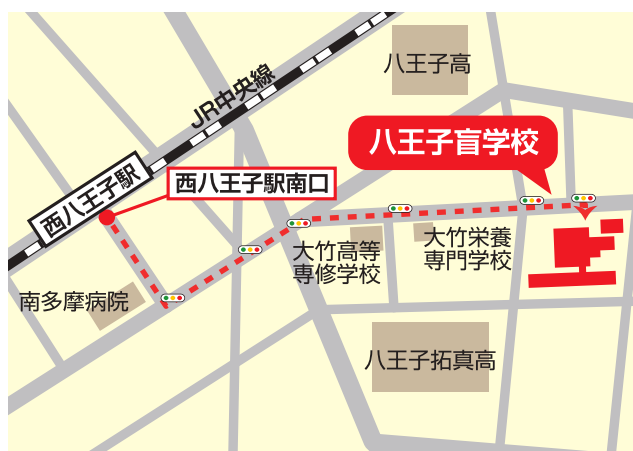 八王子高
JR中央線
八王子盲学校
西八王子駅
西八王子駅南口
大竹高等
専修学校
大竹栄養
専門学校
南多摩病院
八王子拓真高